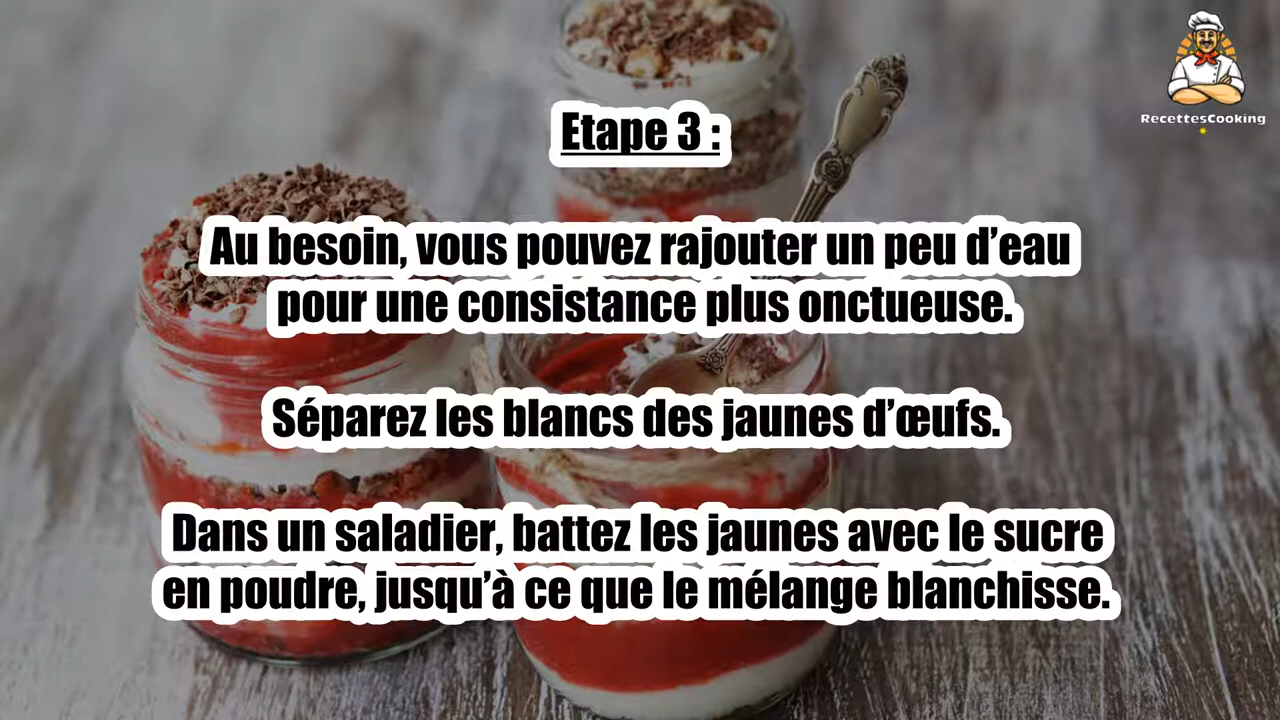 RecettesCooking
Etape 3 :
Au besoin, vous pouvez rajouter un peu d’eau
pour une consistance plus onctueuse.
Séparez les blancs des jaunes d’œufs.
Dans un saladier, battez les jaunes avec le sucre
en poudre, jusqu’à ce que le mélange blanchisse.